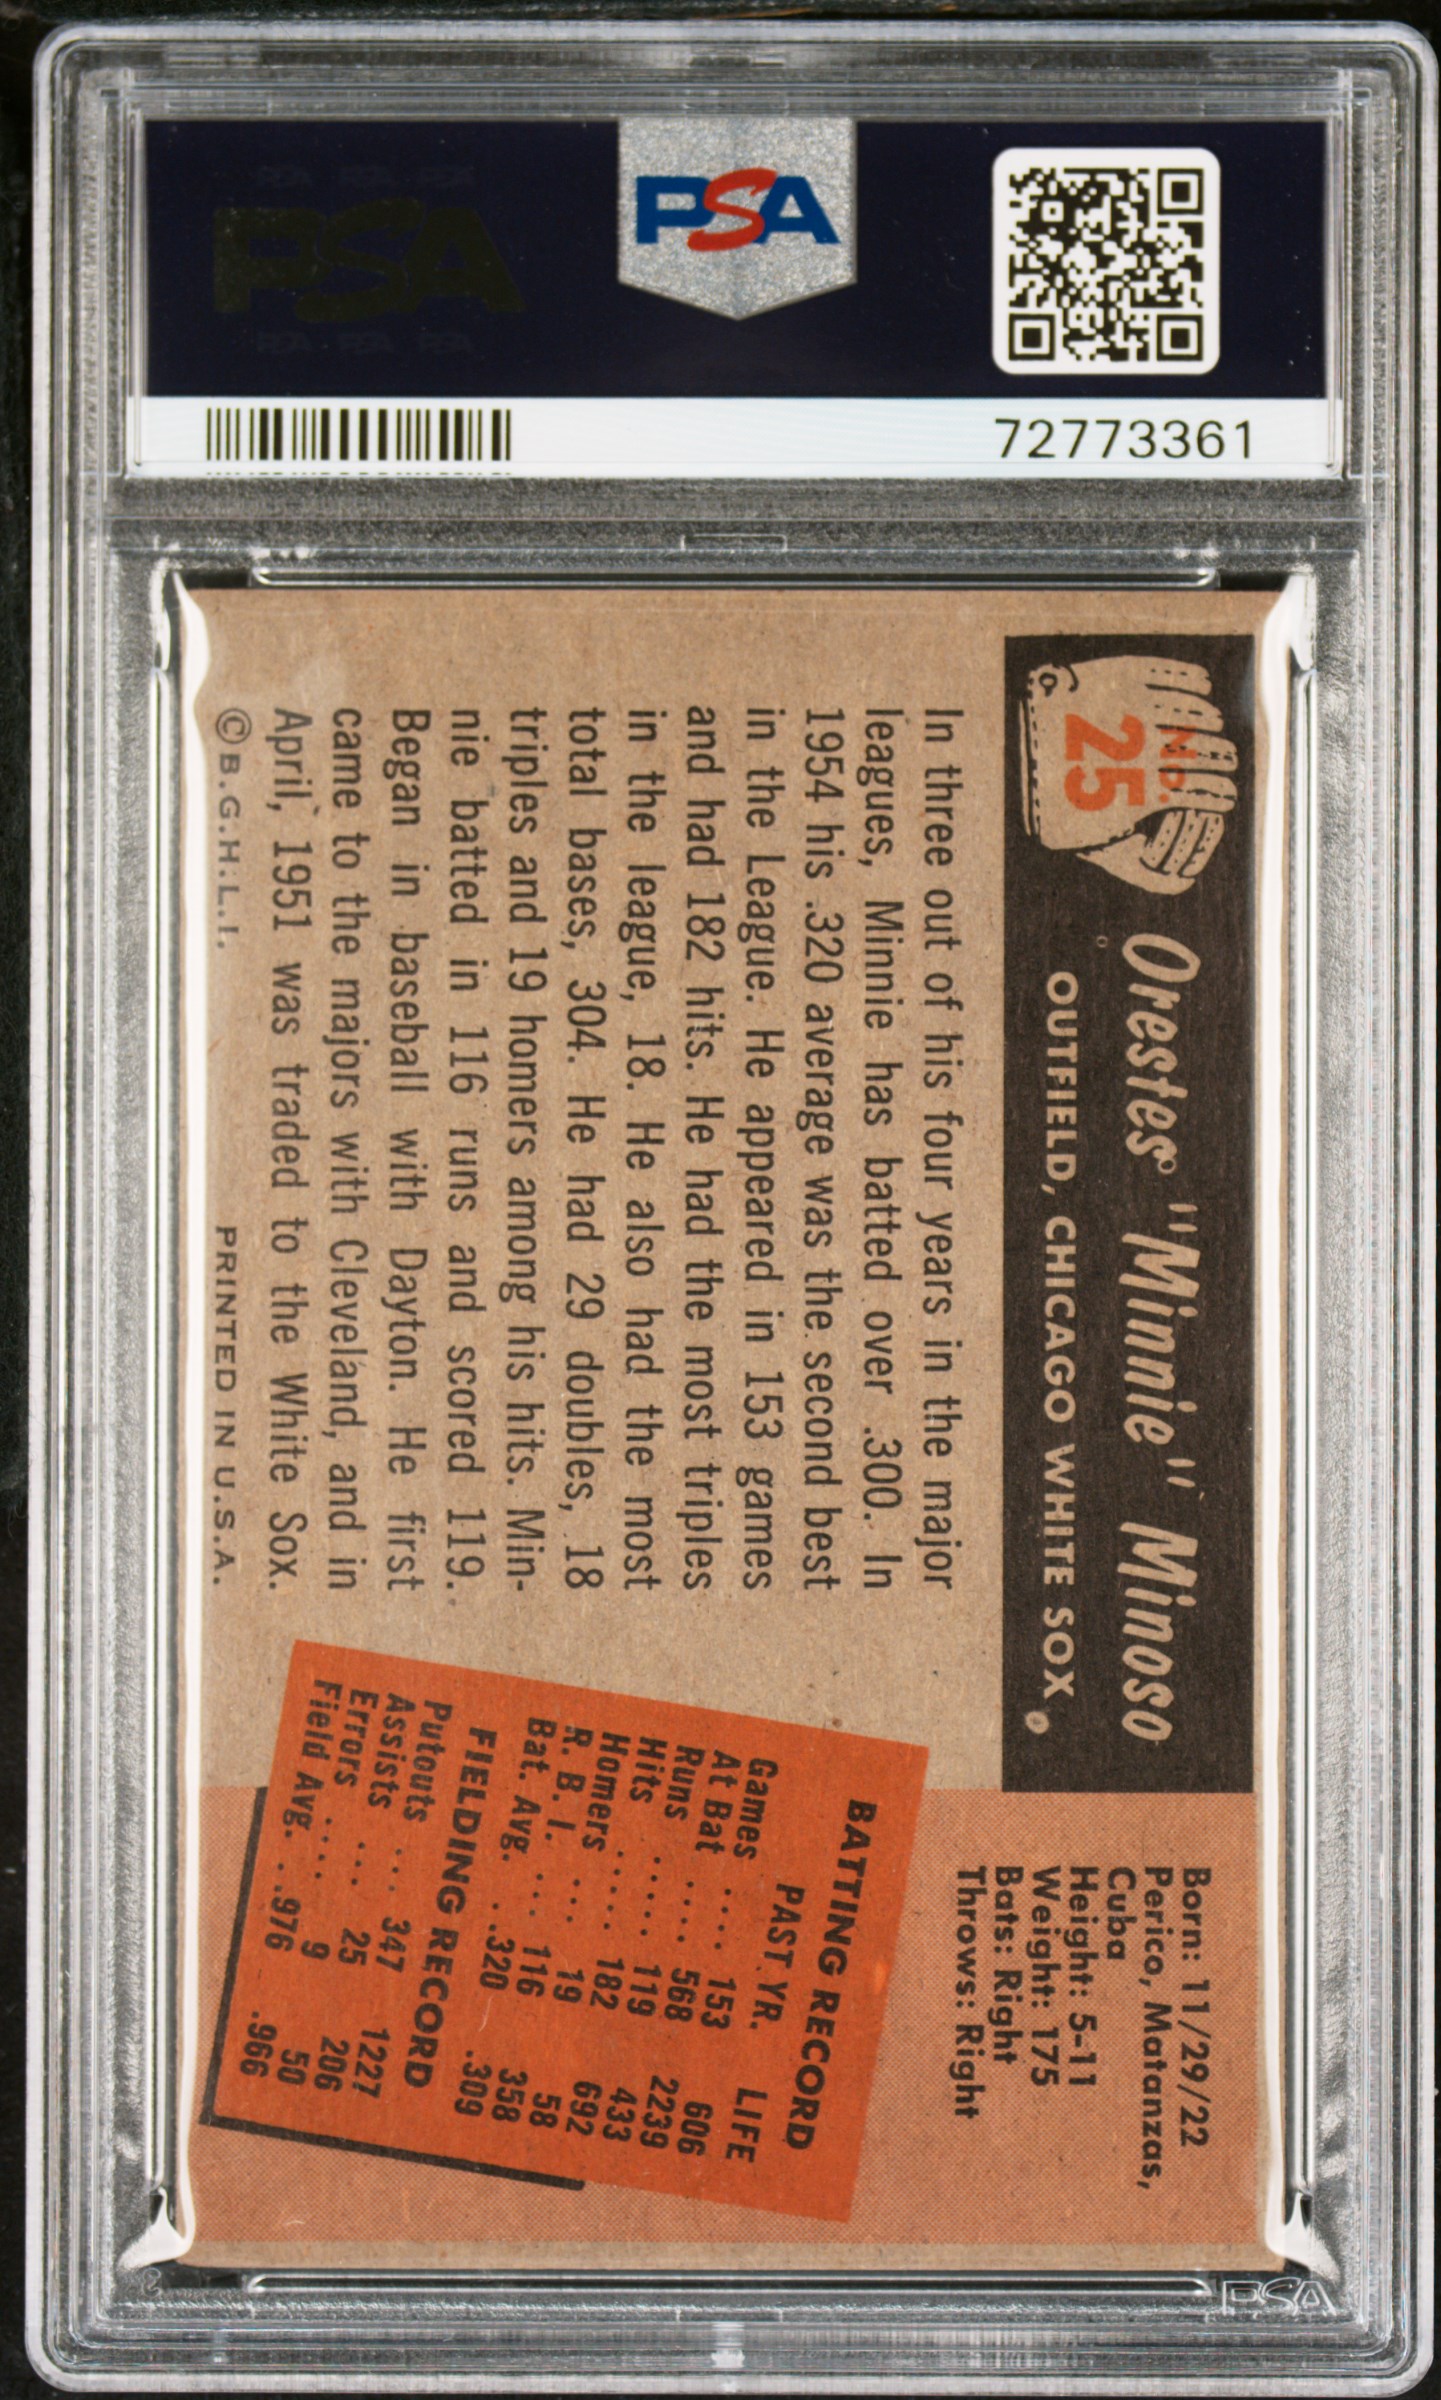 PSA
PSA
PSA PSA PSA
72773361
No.
25
Orestes "Minnie" Minoso
OUTFIELD, CHICAGO WHITE SOX
In three out of his four years in the major
leagues, Minnie has batted over .300. In
1954 his .320 average was the second best
in the League. He appeared in 153 games
and had 182 hits. He had the most triples
in the league, 18. He also had the most
total bases, 304. He had 29 doubles, 18
triples and 19 homers among his hits. Min-
nie batted in 116 runs and scored 119.
Began in baseball with Dayton. He first
came to the majors with Cleveland, and in
April, 1951 was traded to the White Sox.
© B.G.H.L.I. PRINTED IN U.S.A.
Born: 11/29/22
Perico, Matanzas,
Cuba
Height: 5-11
Weight: 175
Bats: Right
Throws: Right
BATTING RECORD
PAST YR. LIFE
Games .... 153 606
At Bat .... 568 2239
Runs ..... 119 433
Hits ..... 182 692
Homers ... 19 58
R. B. I. ... 116 358
Bat. Avg. ..320 .309
FIELDING RECORD
Putouts ... 347 1227
Assists ... 25 206
Errors .... 9 50
Field Avg. ..976 .966
PSA